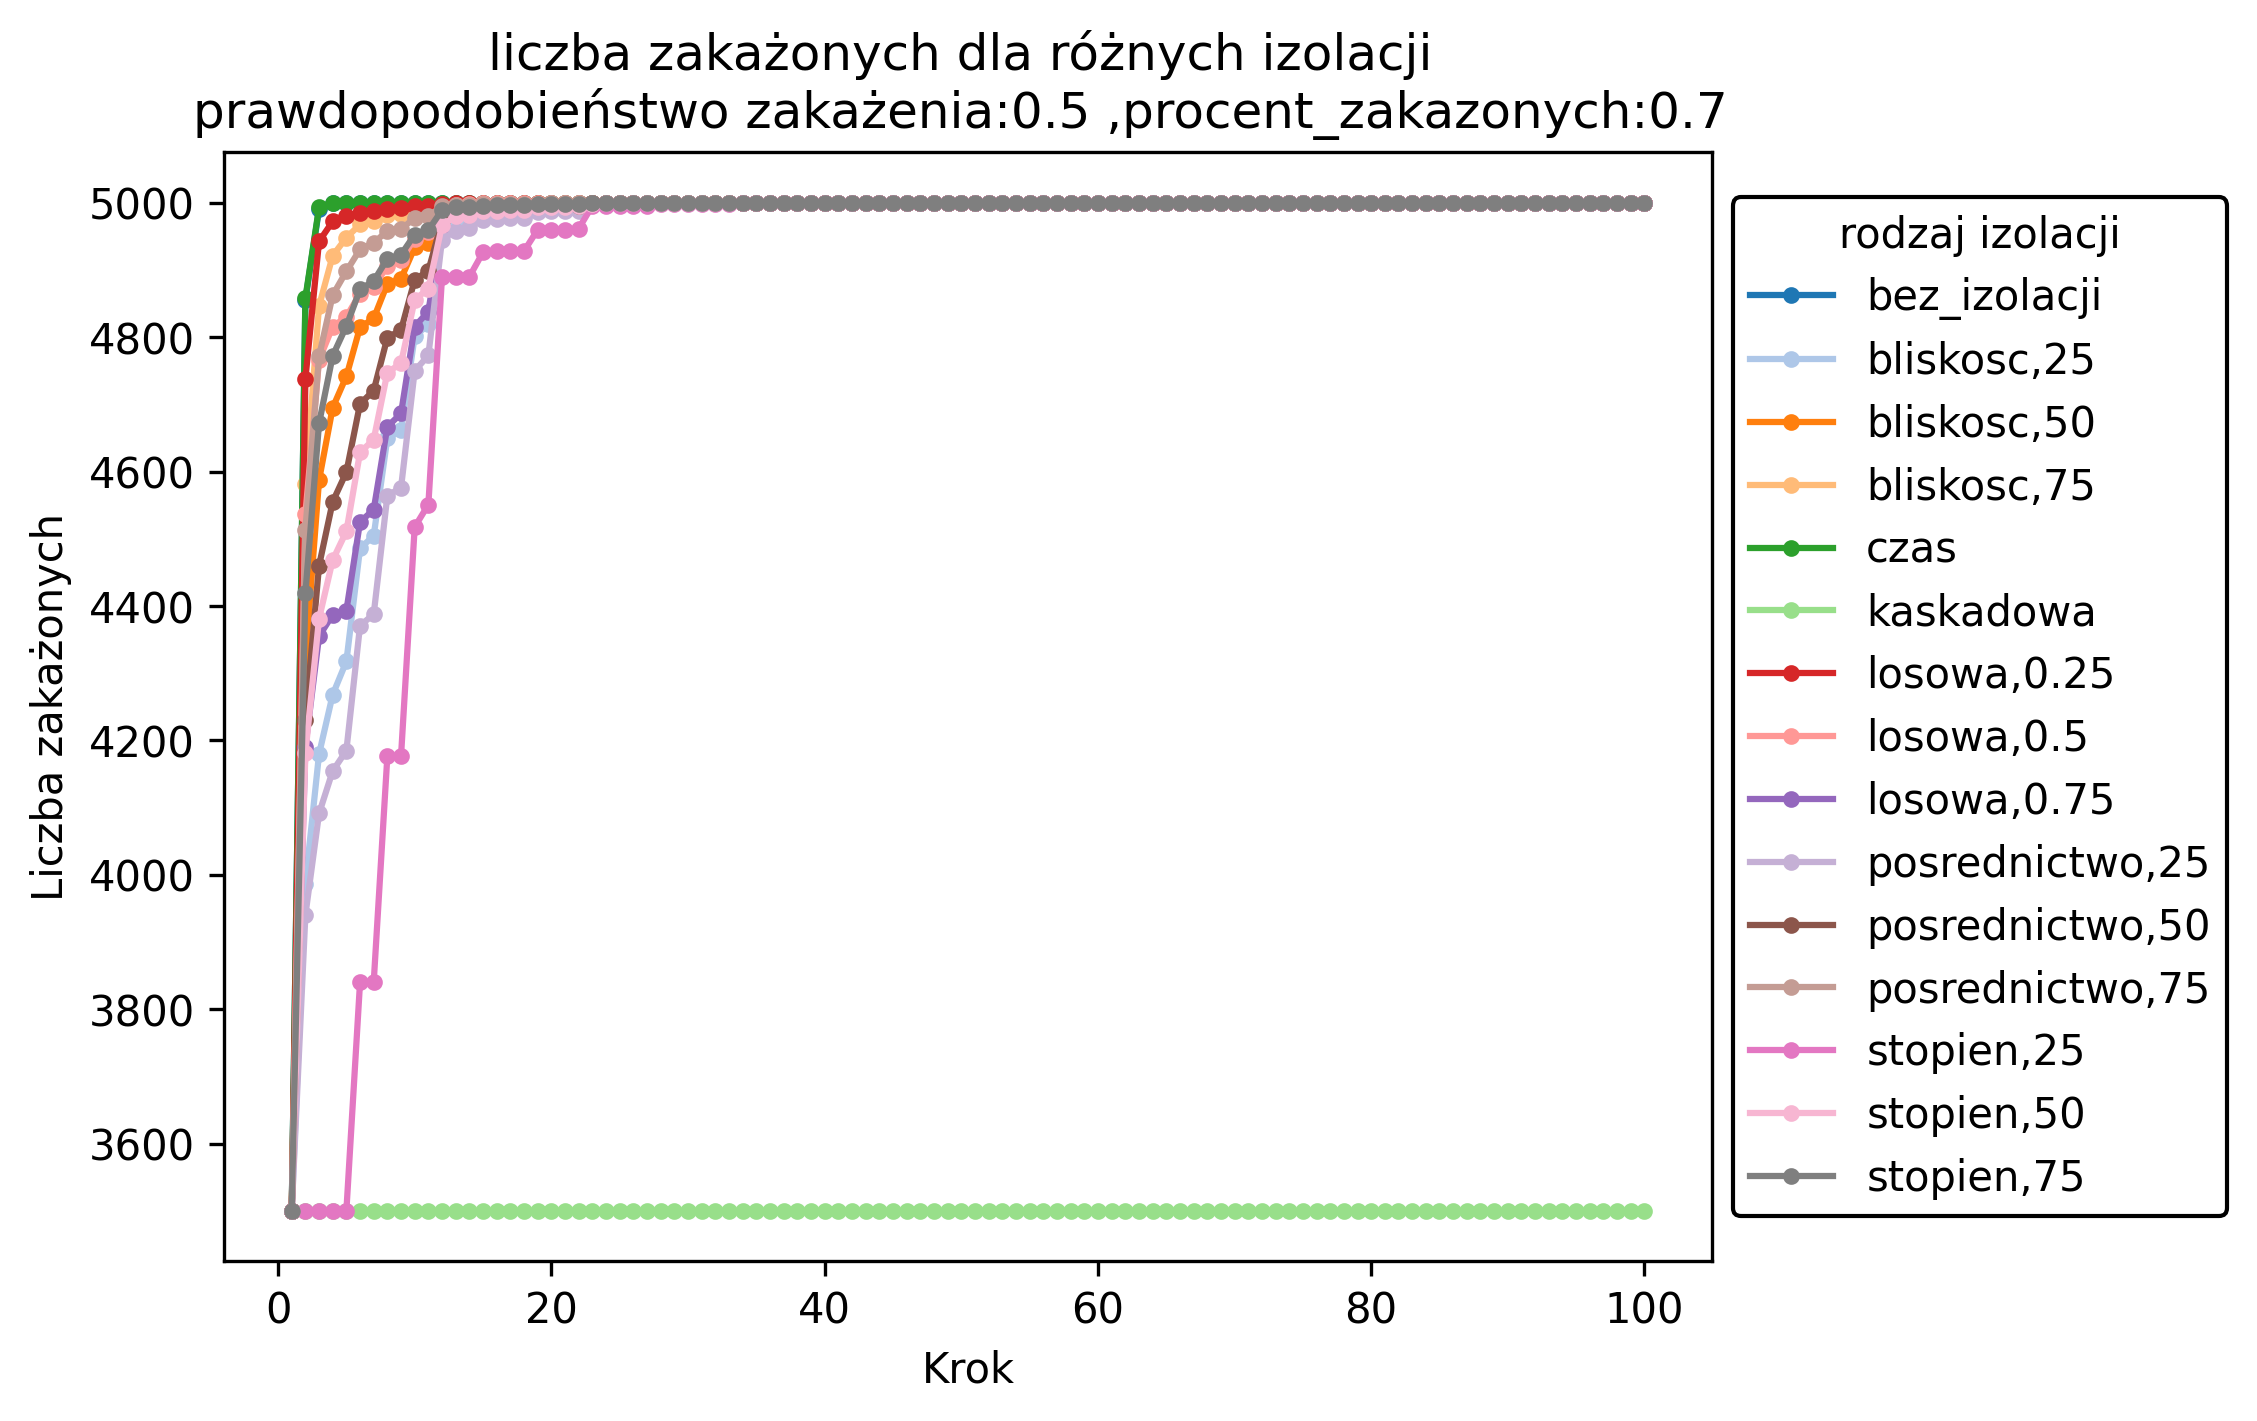 liczba zakażonych dla różnych izolacji
prawdopodobieństwo zakażenia:0.5 ,procent_zakazonych:0.7
Liczba zakażonych
5000
4800
4600
4400
4200
4000
3800
3600
0 20 40 60 80 100
Krok
rodzaj izolacji
bez_izolacji
bliskosc,25
bliskosc,50
bliskosc,75
czas
kaskadowa
losowa,0.25
losowa,0.5
losowa,0.75
posrednictwo,25
posrednictwo,50
posrednictwo,75
stopien,25
stopien,50
stopien,75